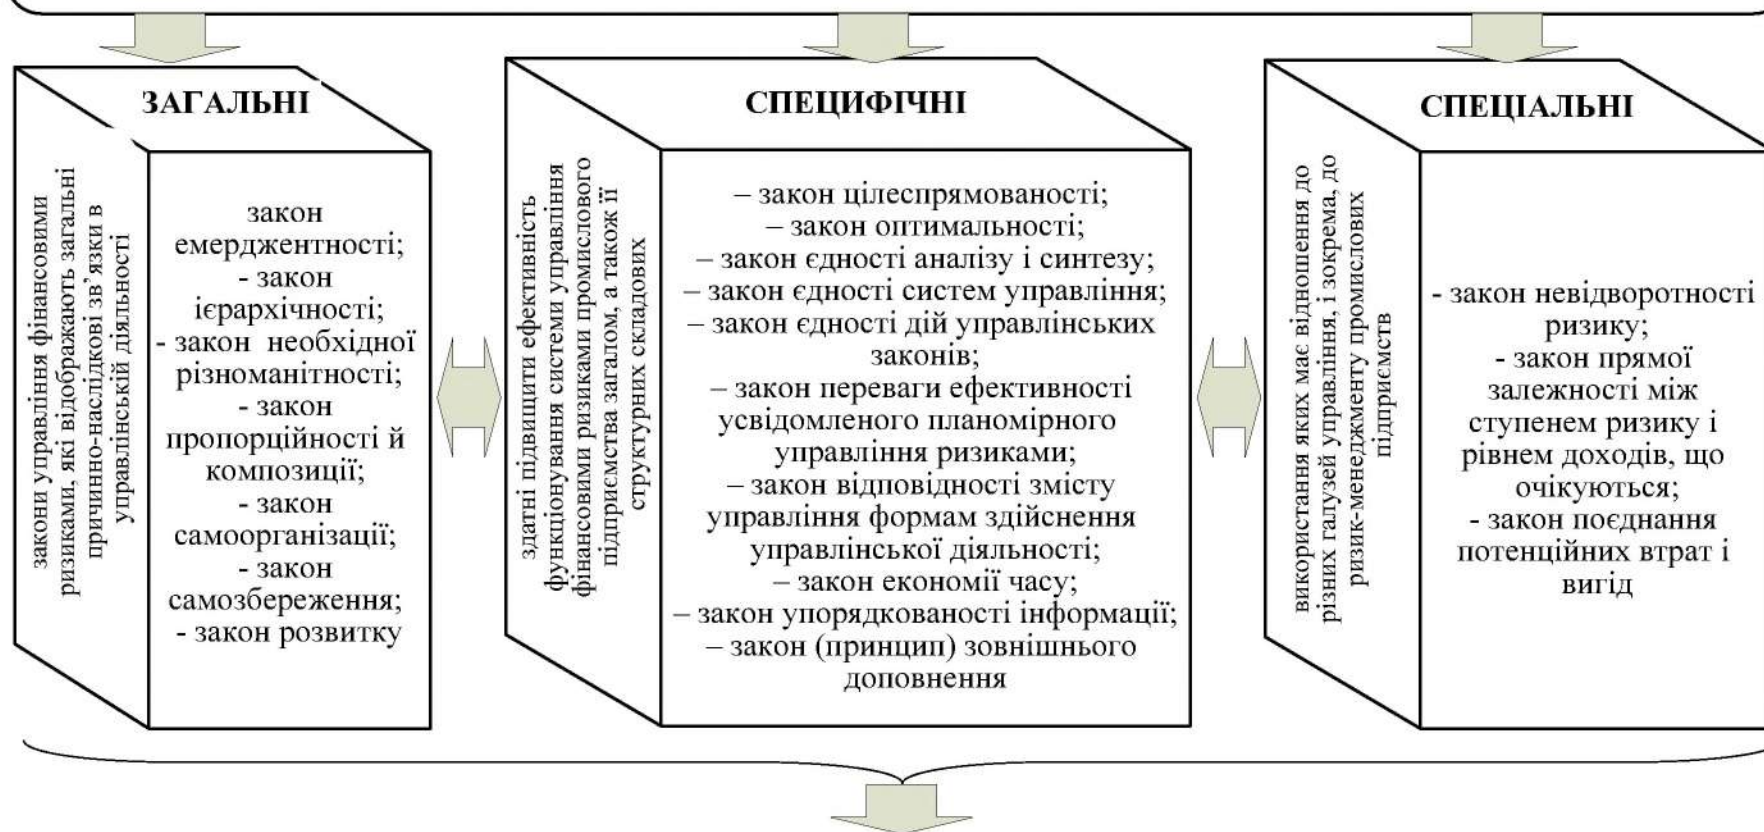 ЗАГАЛЬНІ
закони управління фінансовими
ризиками, які відображають загальні
причинно-наслідкові зв’язки в
управлінській діяльності
закон
емерджентності;
- закон
ієрархічності;
- закон необхідної
різноманітності;
- закон
пропорційності й
композиції;
- закон
самоорганізації;
- закон
самозбереження;
- закон розвитку
СПЕЦИФІЧНІ
здатні підвищити ефективність
функціонування системи управління
фінансовими ризиками промислового
підприємства загалом, а також її
структурних складових
– закон цілеспрямованості;
– закон оптимальності;
– закон єдності аналізу і синтезу;
– закон єдності систем управління;
– закон єдності дій управлінських
законів;
– закон переваги ефективності
усвідомленого планомірного
управління ризиками;
– закон відповідності змісту
управління формам здійснення
управлінської діяльності;
– закон економії часу;
– закон упорядкованості інформації;
– закон (принцип) зовнішнього
доповнення
СПЕЦІАЛЬНІ
використання яких має відношення до
різних галузей управління, і зокрема, до
ризик-менеджменту промислових
підприємств
- закон невідворотності
ризику;
- закон прямої
залежності між
ступенем ризику і
рівнем доходів, що
очікуються;
- закон поєднання
потенційних втрат і
вигід